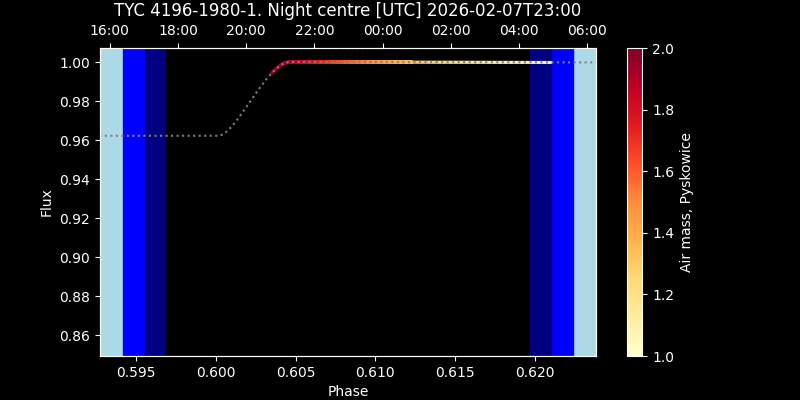 TYC 4196-1980-1. Night centre [UTC] 2026-02-07T23:00
16:00 18:00 20:00 22:00 00:00 02:00 04:00 06:00
1.00
0.98
0.96
0.94
0.92
0.90
0.88
0.86
Flux
0.595 0.600 0.605 0.610 0.615 0.620
Phase
2.0
1.8
1.6
1.4
1.2
1.0
Air mass, Pyskowice